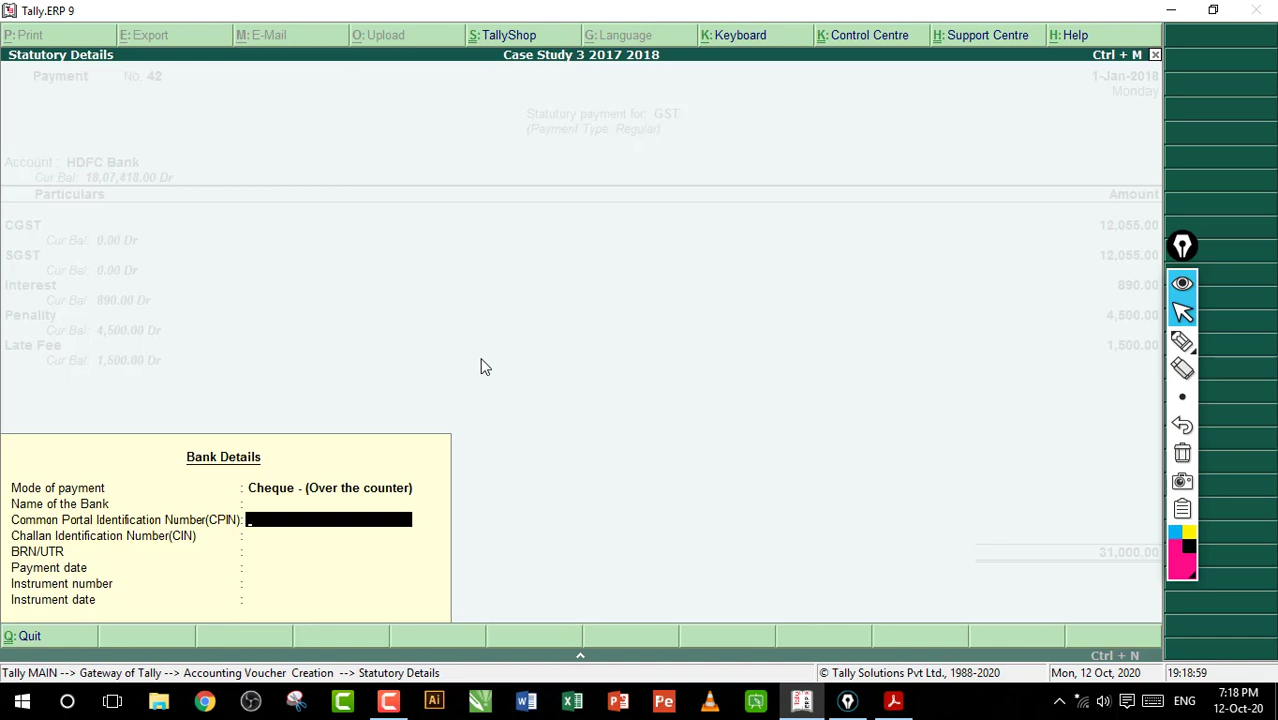 Tally.ERP 9
P: Print E: Export M: E-Mail O: Upload S: TallyShop G: Language K: Keyboard K: Control Centre H: Support Centre H: Help
Statutory Details Case Study 3 2017 2018 Ctrl + M
Payment No. 42 1-Jan-2018
Monday
Statutory payment for: GST
(Payment Type: Regular)
Account : HDFC Bank
Cur Bal: 18,07,418.00 Dr
Particulars Amount
CGST 12,055.00
Cur Bal: 0.00 Dr
SGST 12,055.00
Cur Bal: 0.00 Dr
Interest 890.00
Cur Bal: 890.00 Dr
Penality 4,500.00
Cur Bal: 4,500.00 Dr
Late Fee 1,500.00
Cur Bal: 1,500.00 Dr
Bank Details
Mode of payment : Cheque - (Over the counter)
Name of the Bank :
Common Portal Identification Number(CPIN):
Challan Identification Number(CIN) :
BRN/UTR :
31,000.00
Payment date :
Instrument number :
Instrument date :
Q: Quit
Ctrl + N
Tally MAIN --> Gateway of Tally --> Accounting Voucher Creation --> Statutory Details © Tally Solutions Pvt Ltd., 1988-2020 Mon, 12 Oct, 2020 19:18:59
ENG 7:18 PM
12-Oct-20